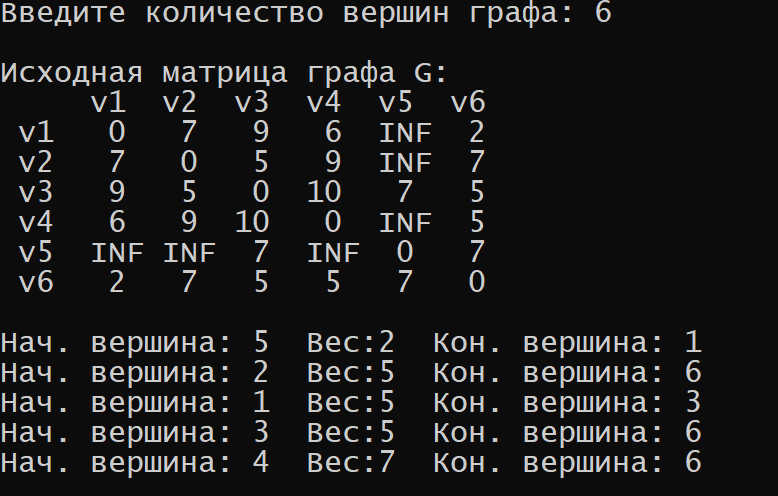 Введите количество вершин графа: 6
Исходная матрица графа G:
v1 v2 v3 v4 v5 v6
v1 0 7 9 6 INF 2
v2 7 0 5 9 INF 7
v3 9 5 0 10 7 5
v4 6 9 10 0 INF 5
v5 INF INF 7 INF 0 7
v6 2 7 5 5 7 0
Нач. вершина: 5 Вес:2 Кон. вершина: 1
Нач. вершина: 2 Вес:5 Кон. вершина: 6
Нач. вершина: 1 Вес:5 Кон. вершина: 3
Нач. вершина: 3 Вес:5 Кон. вершина: 6
Нач. вершина: 4 Вес:7 Кон. вершина: 6